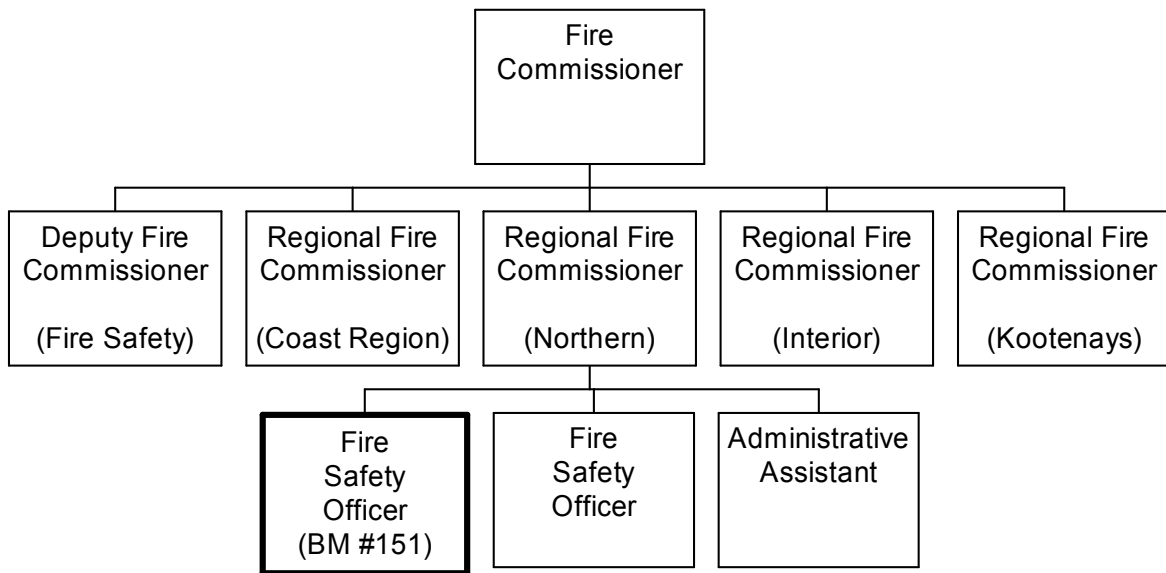 Fire
Commissioner
Deputy Fire
Commissioner
(Fire Safety)
Regional Fire
Commissioner
(Coast Region)
Regional Fire
Commissioner
(Northern)
Regional Fire
Commissioner
(Interior)
Regional Fire
Commissioner
(Kootenays)
Fire
Safety
Officer
(BM #151)
Fire
Safety
Officer
Administrative
Assistant